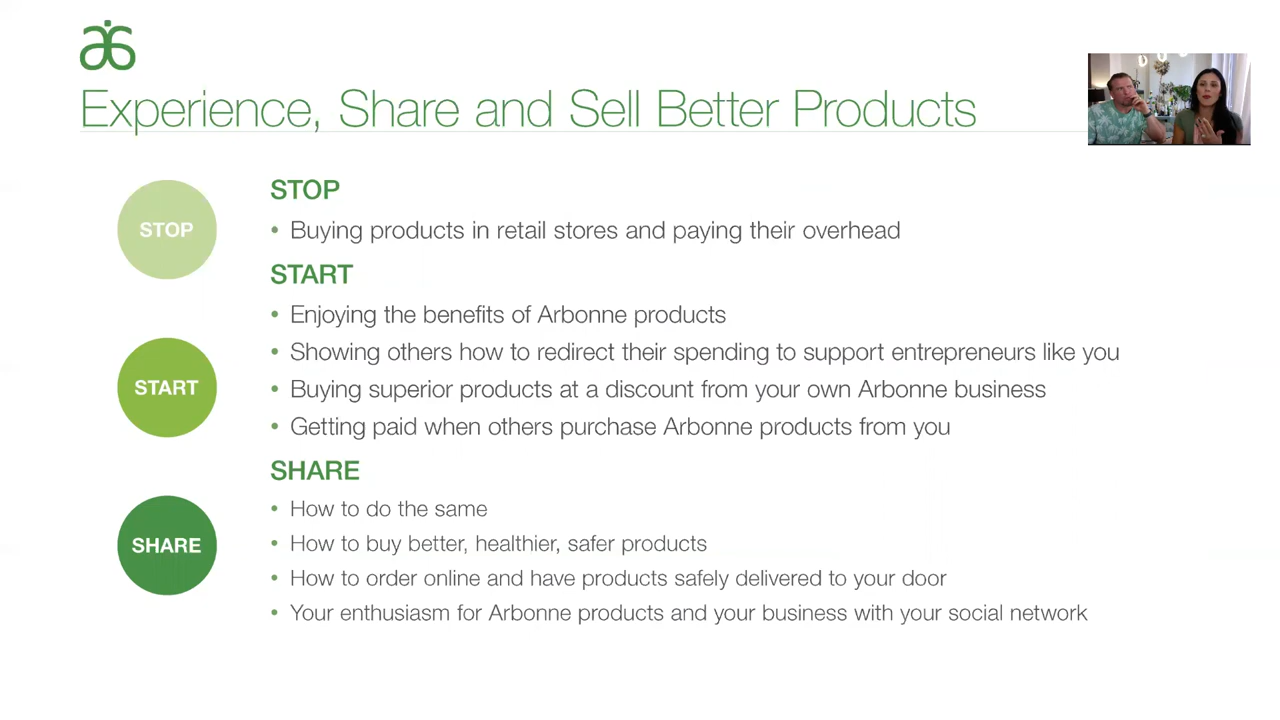 Experience, Share and Sell Better Products
STOP
STOP
• Buying products in retail stores and paying their overhead
START
• Enjoying the benefits of Arbonne products
START
• Showing others how to redirect their spending to support entrepreneurs like you
• Buying superior products at a discount from your own Arbonne business
• Getting paid when others purchase Arbonne products from you
SHARE
SHARE
• How to do the same
• How to buy better, healthier, safer products
• How to order online and have products safely delivered to your door
• Your enthusiasm for Arbonne products and your business with your social network